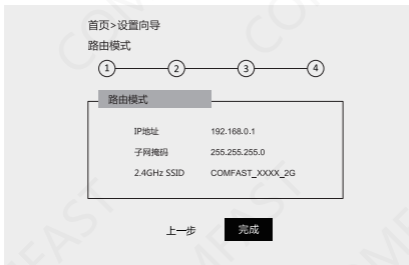 首页>设置向导
路由模式
1 2 3 4
路由模式
IP地址 192.168.0.1
子网掩码 255.255.255.0
2.4GHz SSID COMFAST_XXXX_2G
上一步 完成